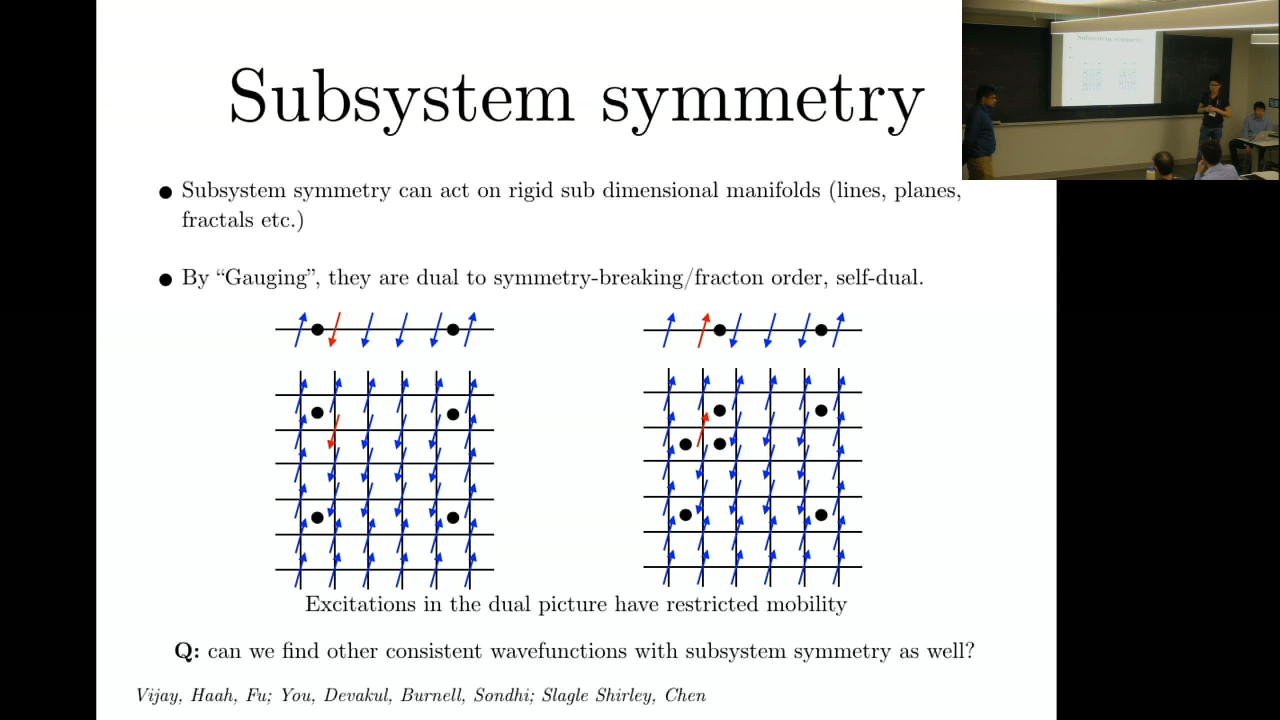 Subsystem symmetry
● Subsystem symmetry can act on rigid sub dimensional manifolds (lines, planes,
fractals etc.)
● By “Gauging”, they are dual to symmetry-breaking/fracton order, self-dual.
Excitations in the dual picture have restricted mobility
Q: can we find other consistent wavefunctions with subsystem symmetry as well?
Vijay, Haah, Fu; You, Devakul, Burnell, Sondhi; Slagle Shirley, Chen